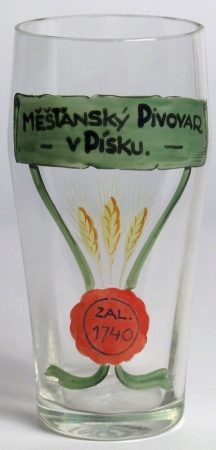 MĚŠŤANSKÝ PIVOVAR
- V PÍSKU. -
ZAL.
1740